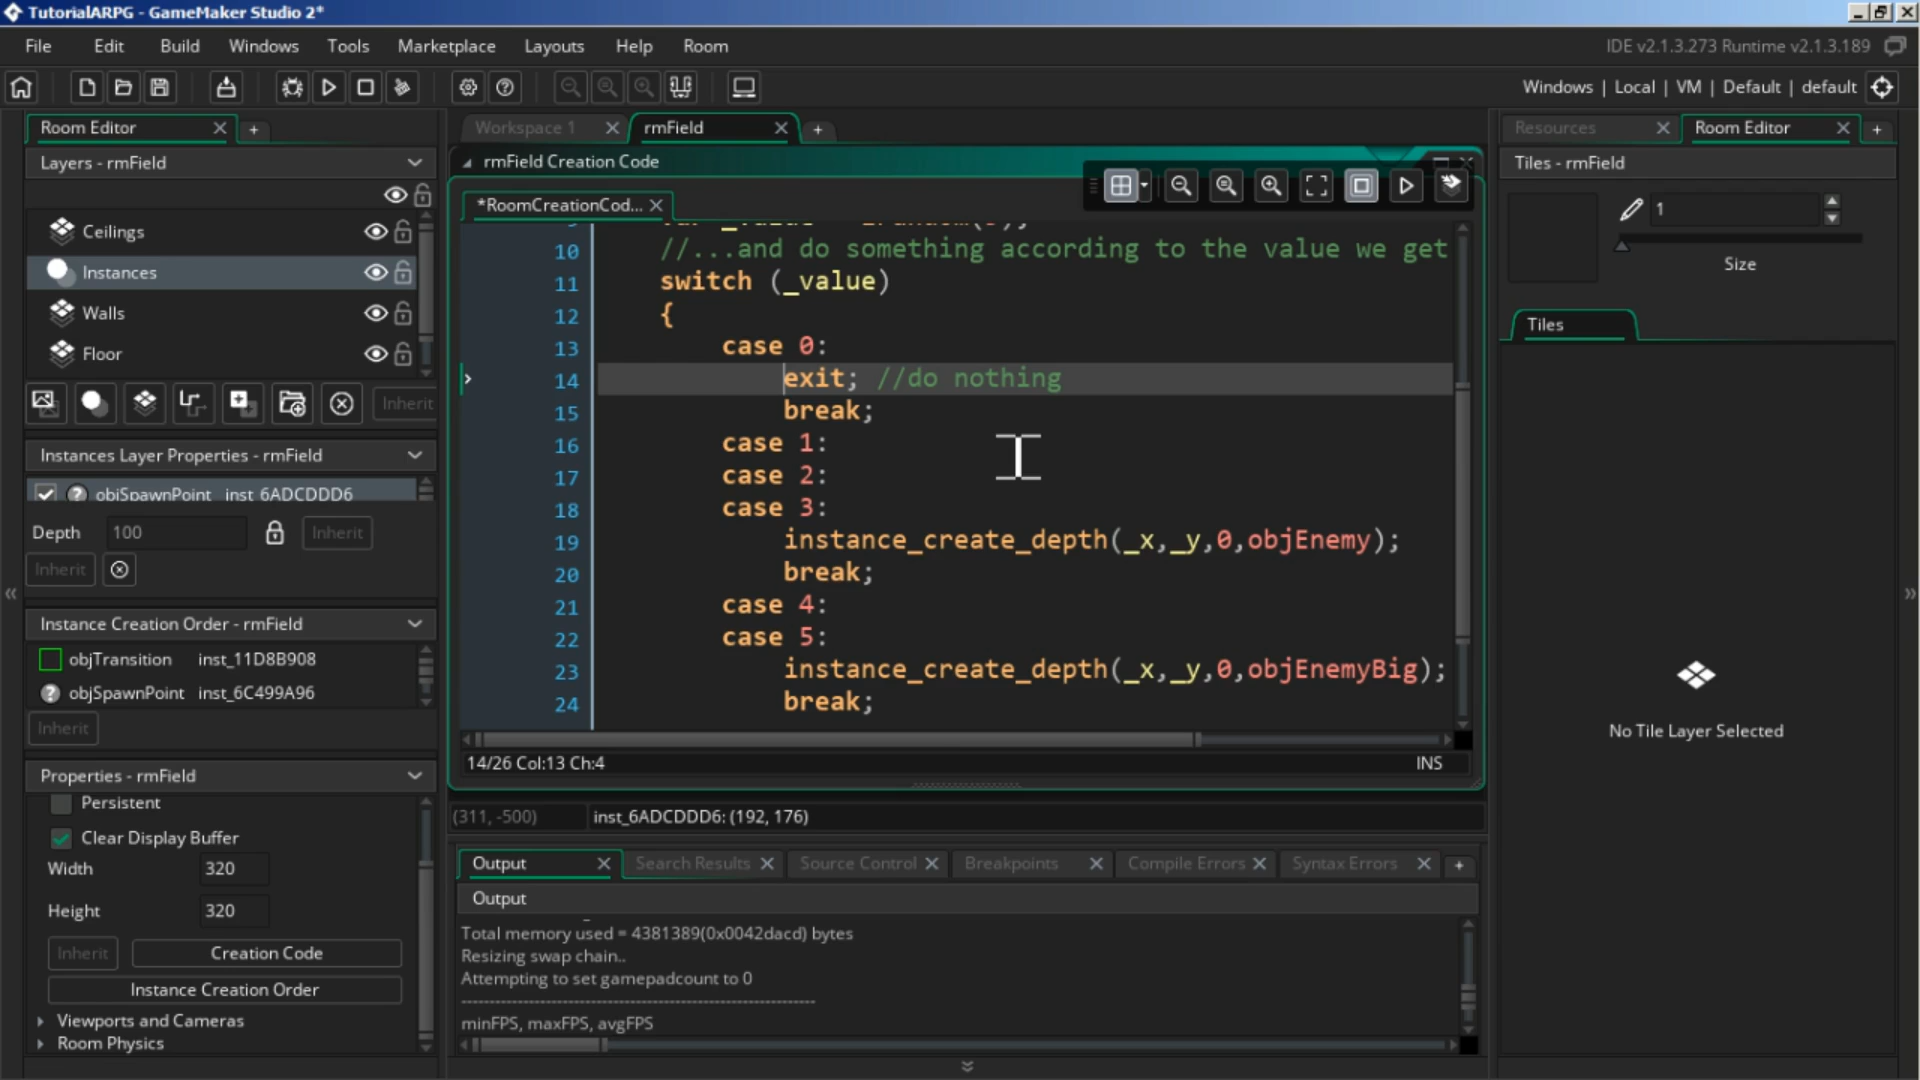 TutorialARPG - GameMaker Studio 2*
File Edit Build Windows Tools Marketplace Layouts Help Room
IDE v2.1.3.273 Runtime v2.1.3.189
Windows | Local | VM | Default | default
Room Editor
Layers - rmField
Ceilings
Instances
Walls
Floor
Inherit
Instances Layer Properties - rmField
objSpawnPoint inst_6ADCDDD6
Depth 100 Inherit
Inherit
Instance Creation Order - rmField
objTransition inst_11D8B908
objSpawnPoint inst_6C499A96
Inherit
Properties - rmField
Persistent
Clear Display Buffer
Width 320
Height 320
Inherit Creation Code
Instance Creation Order
Viewports and Cameras
Room Physics
Workspace 1 rmField
rmField Creation Code
*RoomCreationCod...
10 //...and do something according to the value we get
11 switch (_value)
12 {
13 case 0:
14 exit; //do nothing
15 break;
16 case 1:
17 case 2:
18 case 3:
19 instance_create_depth(_x,_y,0,objEnemy);
20 break;
21 case 4:
22 case 5:
23 instance_create_depth(_x,_y,0,objEnemyBig);
24 break;
14/26 Col:13 Ch:4 INS
(311, -500) inst_6ADCDDD6: (192, 176)
Output Search Results Source Control Breakpoints Compile Errors Syntax Errors
Output
Total memory used = 4381389(0x0042dacd) bytes
Resizing swap chain..
Attempting to set gamepadcount to 0
minFPS, maxFPS, avgFPS
Resources Room Editor
Tiles - rmField
1
Size
Tiles
No Tile Layer Selected